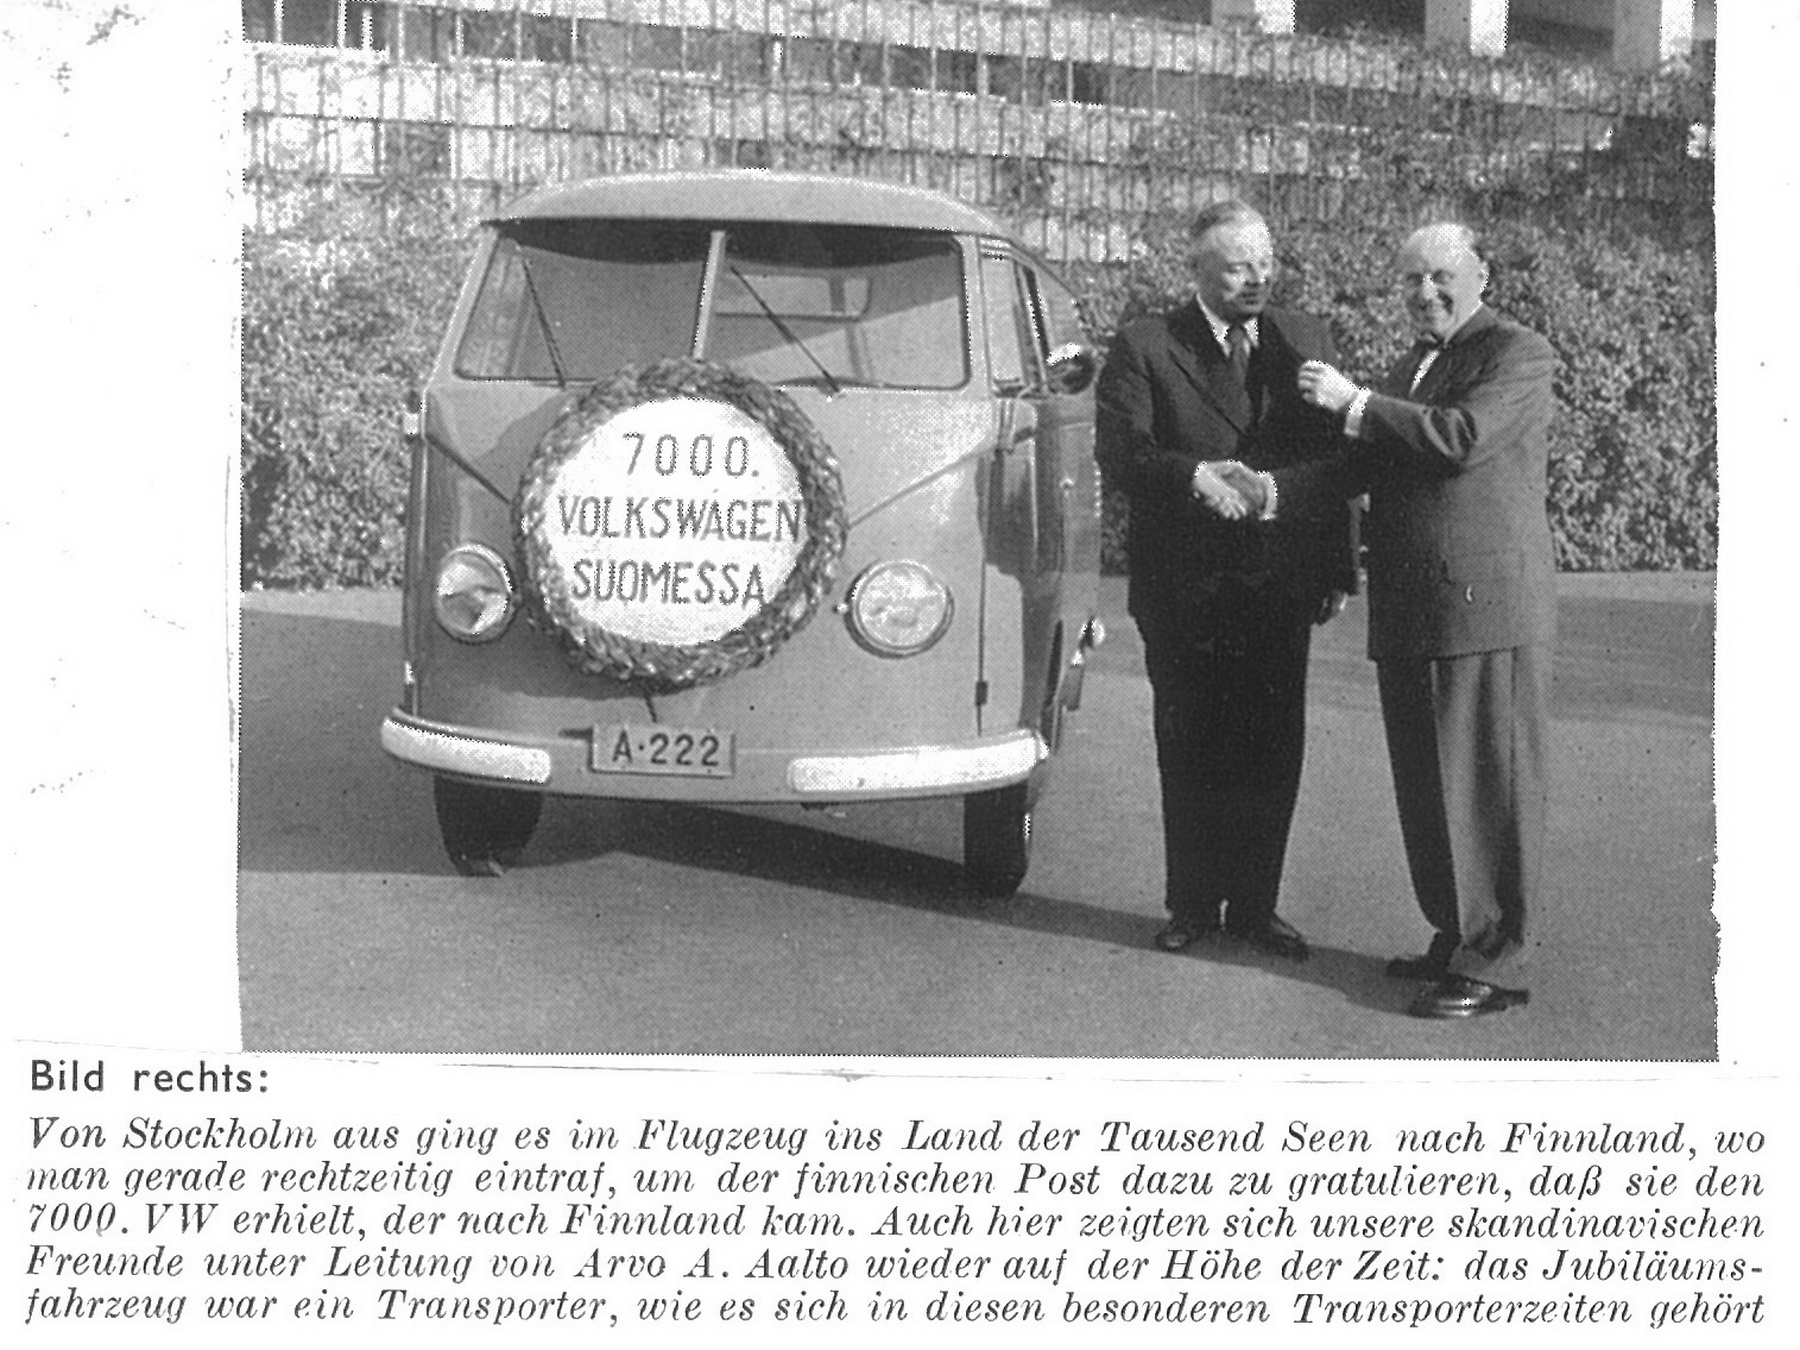 7000.
VOLKSWAGEN
SUOMESSA
A·222
Bild rechts:
Von Stockholm aus ging es im Flugzeug ins Land der Tausend Seen nach Finnland, wo
man gerade rechtzeitig eintraf, um der finnischen Post dazu zu gratulieren, daß sie den
7000. VW erhielt, der nach Finnland kam. Auch hier zeigten sich unsere skandinavischen
Freunde unter Leitung von Arvo A. Aalto wieder auf der Höhe der Zeit: das Jubiläums-
fahrzeug war ein Transporter, wie es sich in diesen besonderen Transporterzeiten gehört